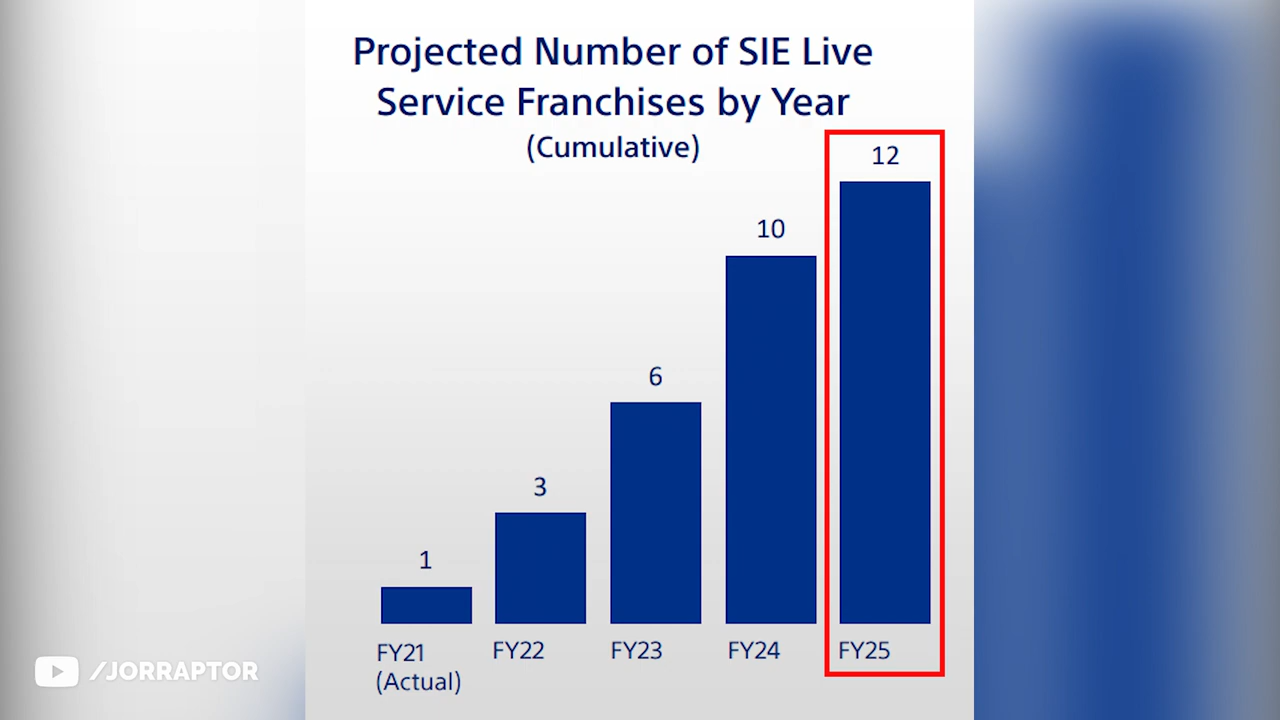 Projected Number of SIE Live
Service Franchises by Year
(Cumulative)
12
10
6
3
1
FY21
(Actual)
FY22
FY23
FY24
FY25
/JORRAPTOR